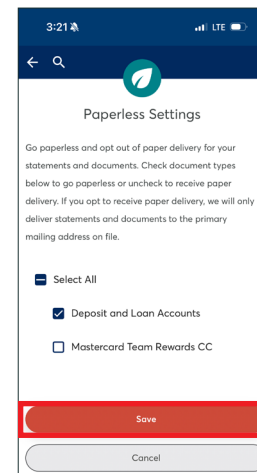 3:21 LTE
Paperless Settings
Go paperless and opt out of paper delivery for your
statements and documents. Check document types
below to go paperless or uncheck to receive paper
delivery. If you opt to receive paper delivery, we will only
deliver statements and documents to the primary
mailing address on file.
Select All
Deposit and Loan Accounts
Mastercard Team Rewards CC
Save
Cancel